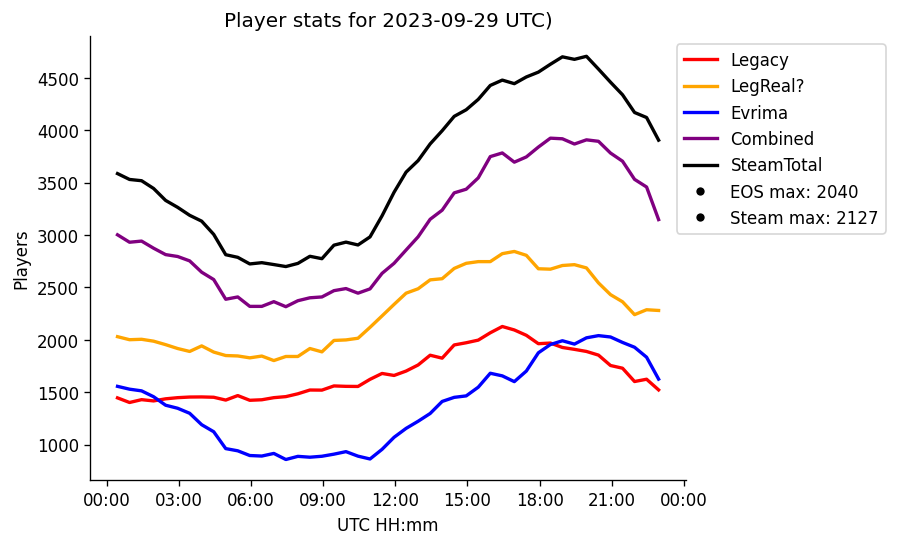 Player stats for 2023-09-29 UTC)
Players
4500
4000
3500
3000
2500
2000
1500
1000
00:00 03:00 06:00 09:00 12:00 15:00 18:00 21:00 00:00
UTC HH:mm
Legacy
LegReal?
Evrima
Combined
SteamTotal
EOS max: 2040
Steam max: 2127